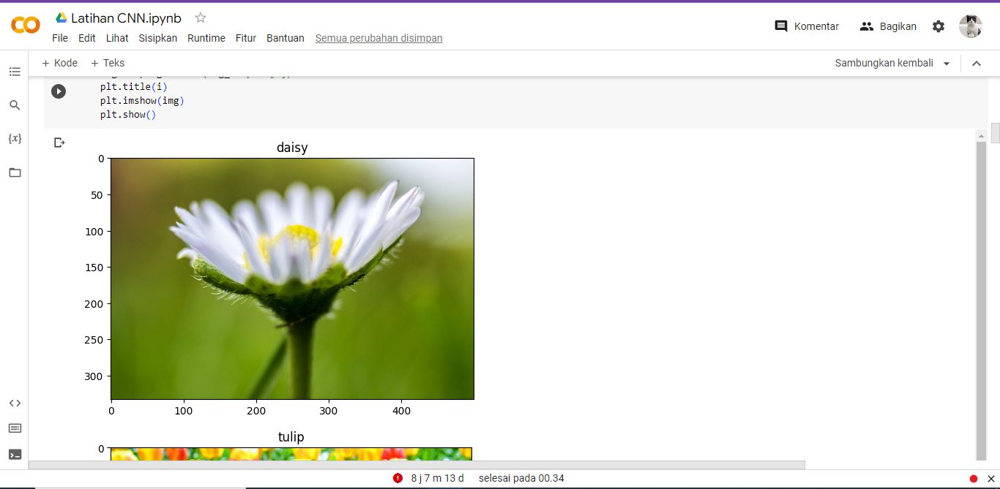 Latihan CNN.ipynb
File Edit Lihat Sisipkan Runtime Fitur Bantuan Semua perubahan disimpan
Komentar Bagikan
+ Kode + Teks
Sambungkan kembali
{x}
plt.title(i)
plt.imshow(img)
plt.show()
daisy
0
50
100
150
200
250
300
0 100 200 300 400
tulip
0
8 j 7 m 13 d selesai pada 00.34